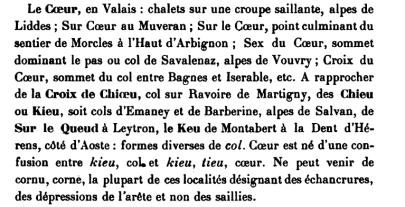 Le Cœur, en Valais : chalets sur une croupe saillante, alpes de
Liddes ; Sur Cœur au Muveran ; Sur le Cœur, point culminant du
sentier de Morcles à l'Haut d'Arbignon ; Sex du Cœur, sommet
dominant le pas ou col de Savalenaz, alpes de Vouvry ; Croix du
Cœur, sommet du col entre Bagnes et Iserable, etc. A rapprocher
de la Croix de Chiœu, col sur Ravoire de Martigny, des Chieu
ou Kieu, soit cols d'Emaney et de Barberine, alpes de Salvan, de
Sur le Queud à Leytron, le Keu de Montabert à la Dent d'Hé-
rens, côté d'Aoste : formes diverses de col. Cœur est né d'une con-
fusion entre kieu, col et kieu, tieu, cœur. Ne peut venir de
cornu, corne, la plupart de ces localités désignant des échancrures,
des dépressions de l'arête et non des saillies.